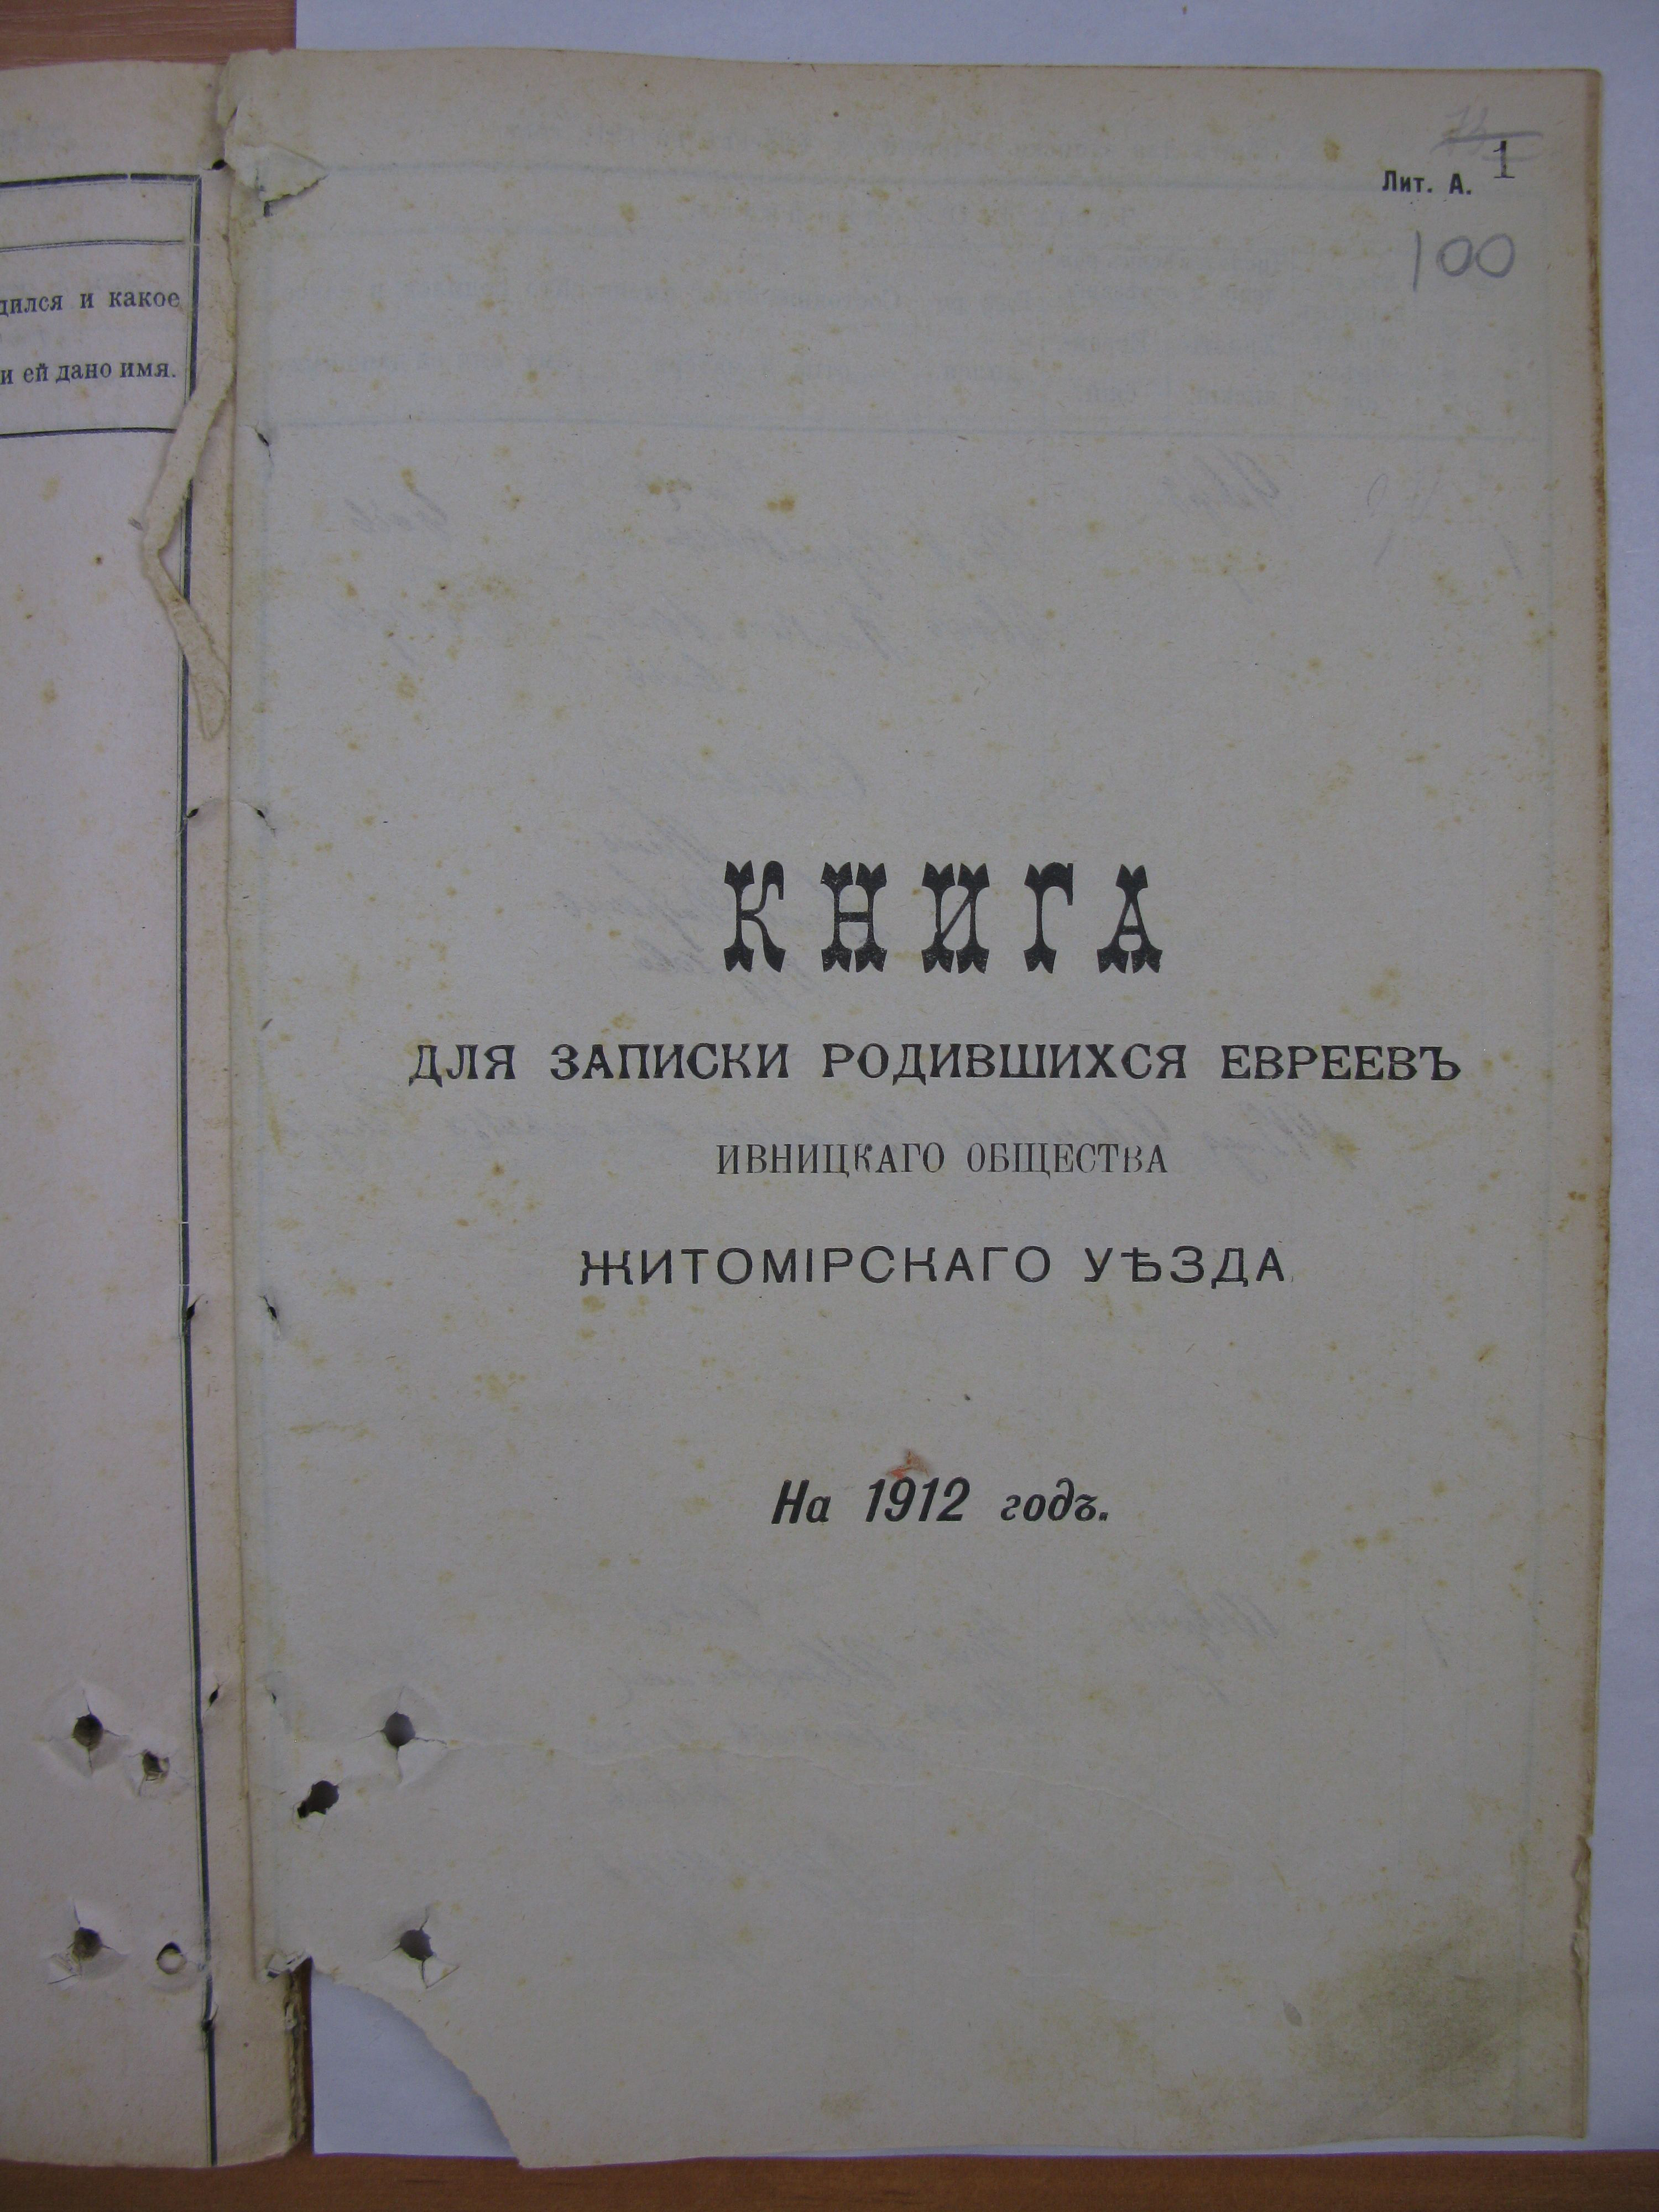 дился и какое
и ей дано имя.
1
Лит. А.
100
КНИГА
ДЛЯ ЗАПИСКИ РОДИВШИХСЯ ЕВРЕЕВЪ
ИВНИЦКАГО ОБЩЕСТВА
ЖИТОМІРСКАГО УѢЗДА
На 1912 годъ.